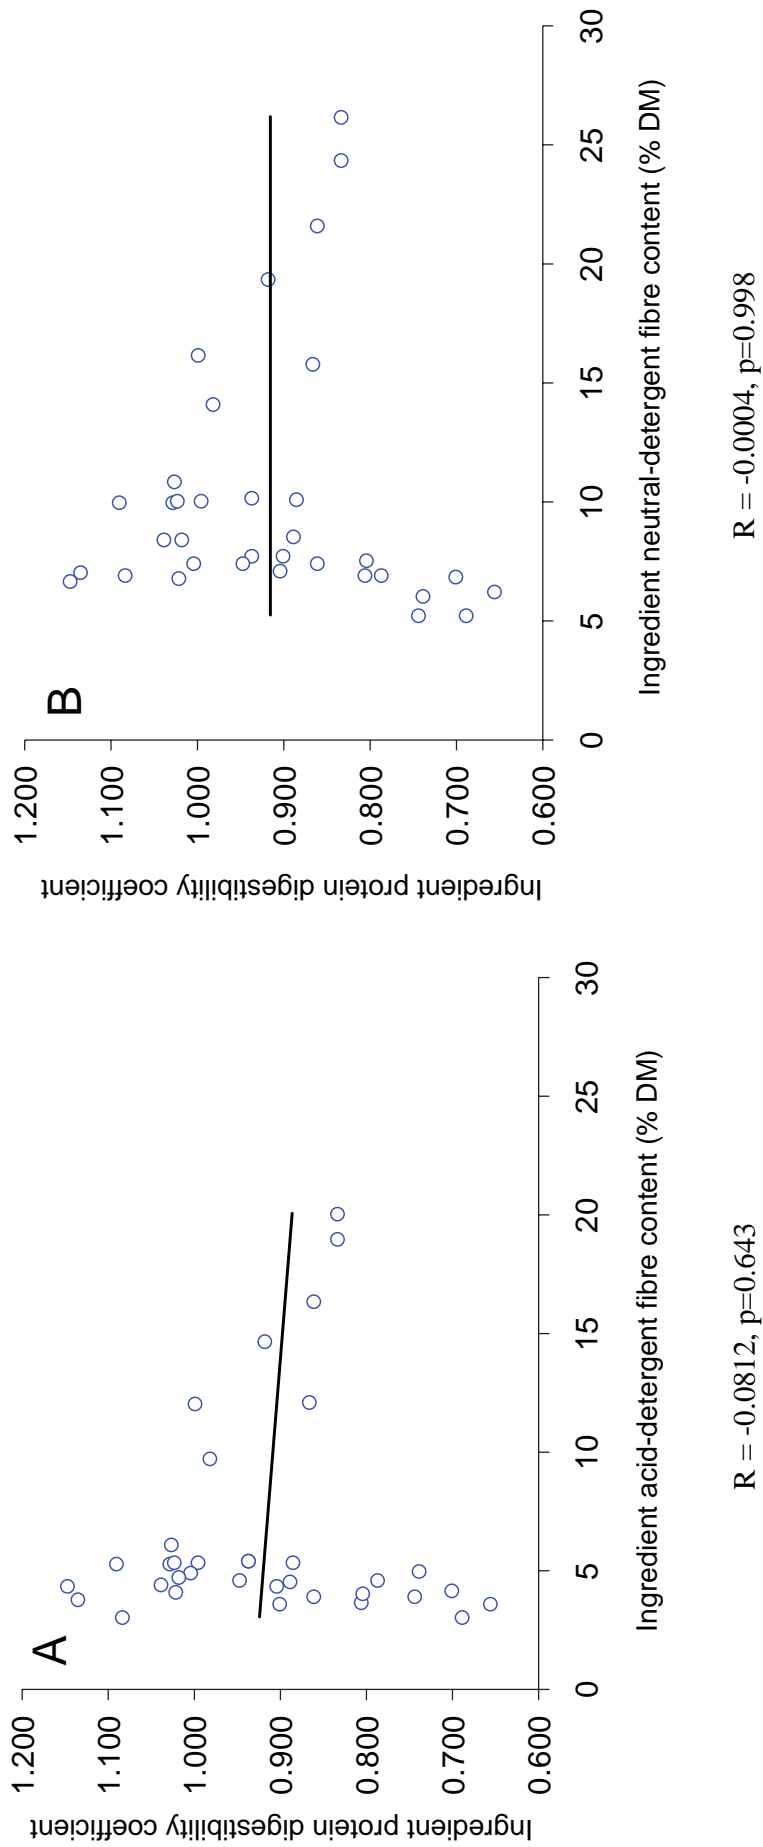 A
Ingredient protein digestibility coefficient
1.200
1.100
1.000
0.900
0.800
0.700
0.600
0 5 10 15 20 25 30
Ingredient acid-detergent fibre content (% DM)
R = -0.0812, p=0.643
B
Ingredient protein digestibility coefficient
1.200
1.100
1.000
0.900
0.800
0.700
0.600
0 5 10 15 20 25 30
Ingredient neutral-detergent fibre content (% DM)
R = -0.0004, p=0.998